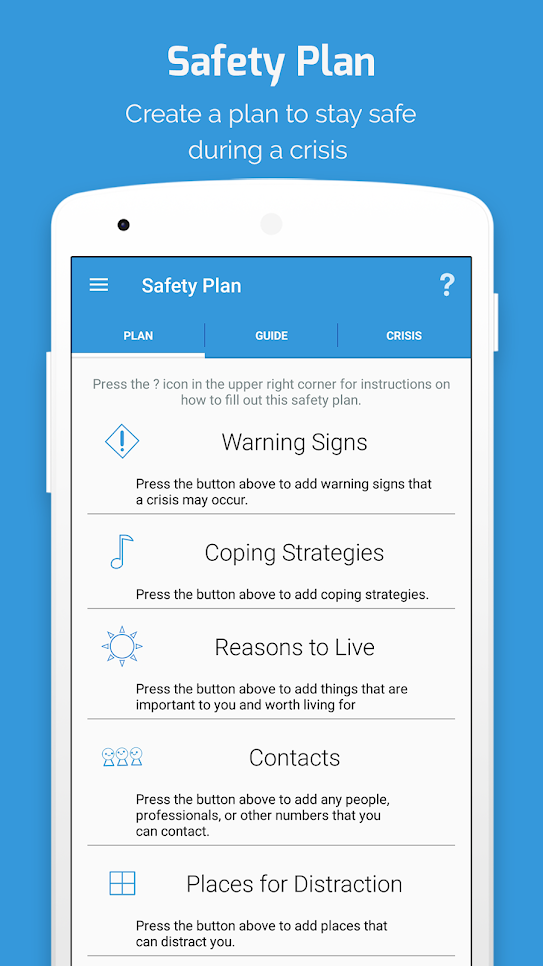 Safety Plan
Create a plan to stay safe
during a crisis
Safety Plan
?
PLAN
GUIDE
CRISIS
Press the ? icon in the upper right corner for instructions on
how to fill out this safety plan.
!
Warning Signs
Press the button above to add warning signs that
a crisis may occur.
Coping Strategies
Press the button above to add coping strategies.
Reasons to Live
Press the button above to add things that are
important to you and worth living for
Contacts
Press the button above to add any people,
professionals, or other numbers that you
can contact.
Places for Distraction
Press the button above to add places that
can distract you.